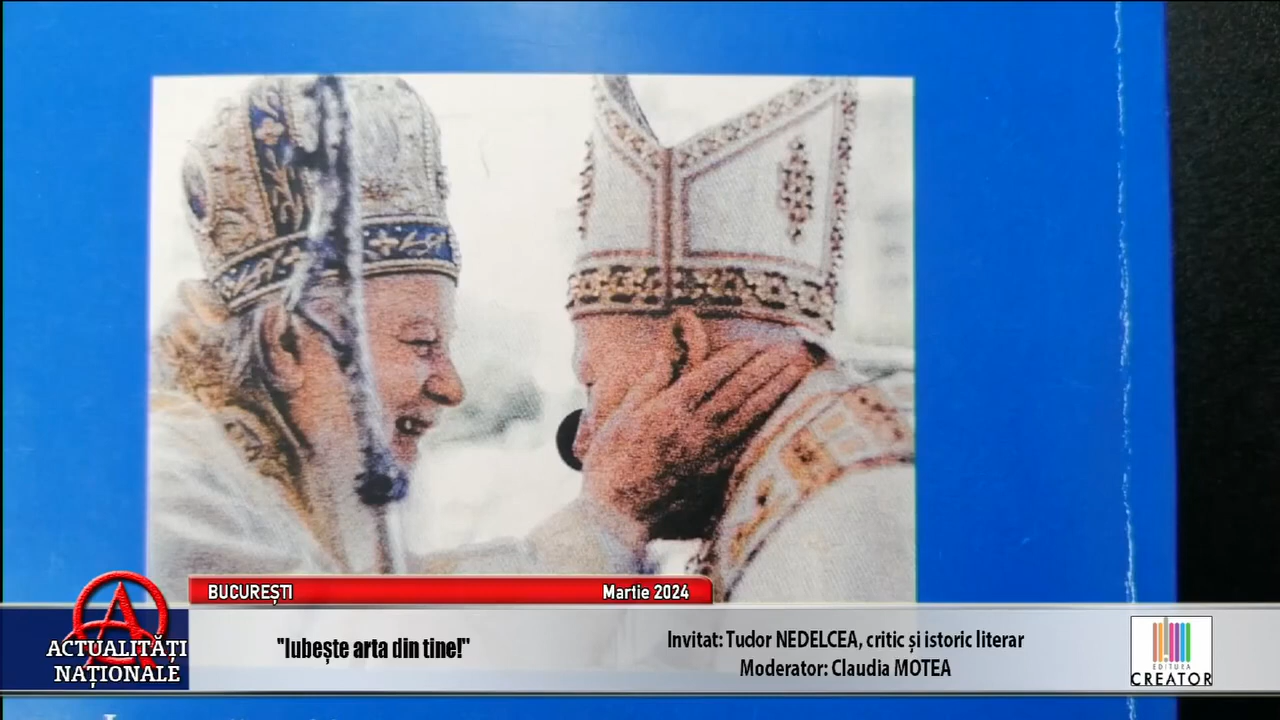 BUCUREȘTI
Martie 2024
ACTUALITĂȚI
NAȚIONALE
"Iubește arta din tine!"
Invitat: Tudor NEDELCEA, critic și istoric literar
Moderator: Claudia MOTEA
EDITURA
CREATOR